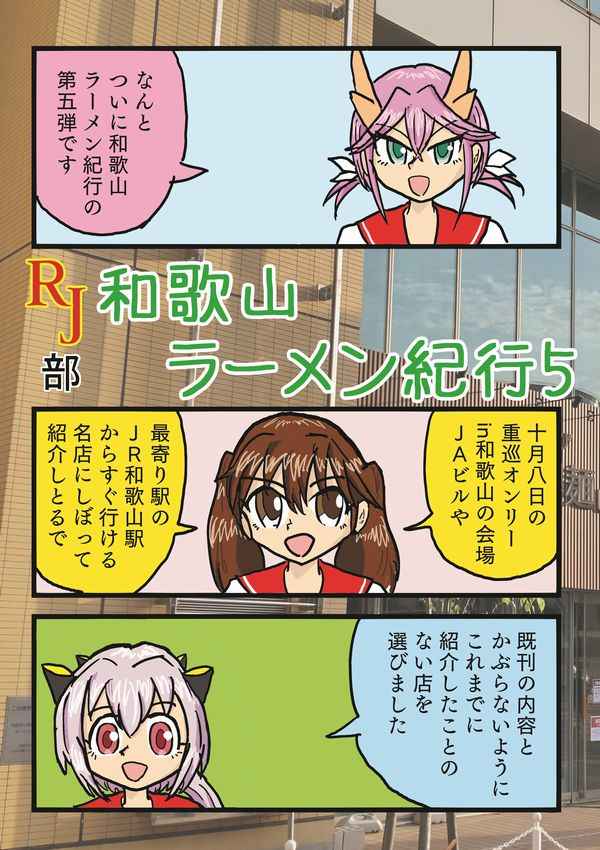 なんと
ついに和歌山
ラーメン紀行の
第五弾です
RJ
部
和歌山
ラーメン紀行5
十月八日の
重巡オンリー
in和歌山の会場
JAビルや
最寄り駅の
JR和歌山駅
からすぐ行ける
名店にしぼって
紹介しとるで
既刊の内容と
かぶらないように
これまでに
紹介したことの
ない店を
選びました
麺